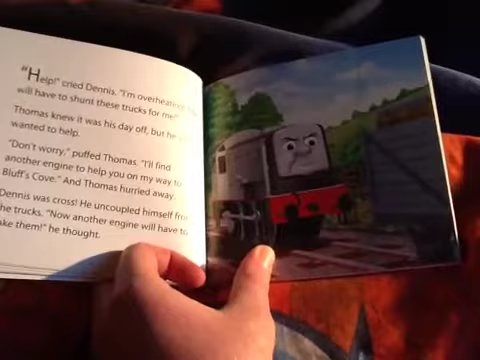 "Help!" cried Dennis. "I'm overheating
will have to shunt these trucks for me!"
Thomas knew it was his day off, but he
wanted to help.
"Don't worry," puffed Thomas. "I'll find
another engine to help you on my way to
Bluff's Cove." And Thomas hurried away.
Dennis was cross! He uncoupled himself from
the trucks. "Now another engine will have to
take them!" he thought.